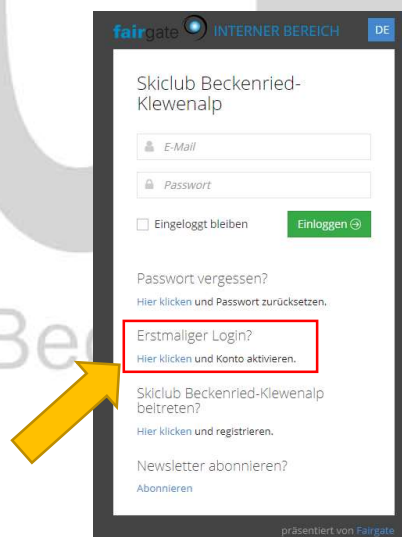 fairgate INTERNER BEREICH DE
Skiclub Beckenried-
Klewenalp
E-Mail
Passwort
Eingeloggt bleiben
Einloggen
Passwort vergessen?
Hier klicken und Passwort zurücksetzen.
Erstmaliger Login?
Hier klicken und Konto aktivieren.
Skiclub Beckenried-Klewenalp
beitreten?
Hier klicken und registrieren.
Newsletter abonnieren?
Abonnieren
präsentiert von Fairgate
Be